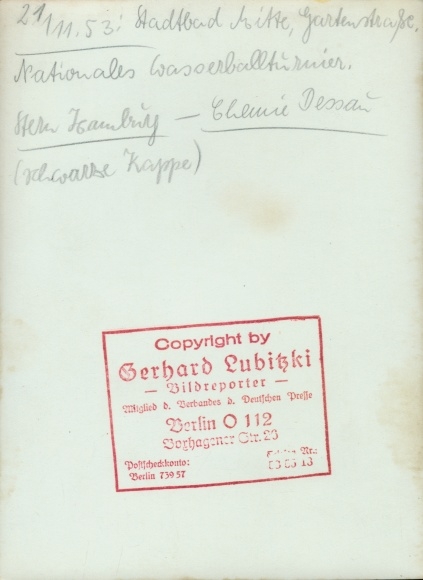 21/11.53: Stadtbad Mitte, Gartenstraße.
Nationales Wasserballturnier.
Stern Hamburg — Chemie Dessau
(schwarze Kappe)
Copyright by
Gerhard Lubitzki
— Bildreporter —
Mitglied d. Verbandes d. Deutschen Preße
Berlin O 112
Boxhagener Str. 23
Nr.:
Postscheckkonto:
Berlin 739 57